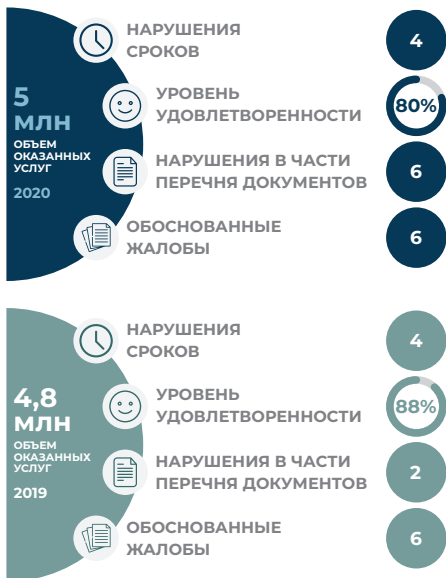 5
МЛН
ОБЪЕМ
ОКАЗАННЫХ
УСЛУГ
2020
НАРУШЕНИЯ
СРОКОВ
4
УРОВЕНЬ
УДОВЛЕТВОРЕННОСТИ
80%
НАРУШЕНИЯ В ЧАСТИ
ПЕРЕЧНЯ ДОКУМЕНТОВ
6
ОБОСНОВАННЫЕ
ЖАЛОБЫ
6
4,8
МЛН
ОБЪЕМ
ОКАЗАННЫХ
УСЛУГ
2019
НАРУШЕНИЯ
СРОКОВ
4
УРОВЕНЬ
УДОВЛЕТВОРЕННОСТИ
88%
НАРУШЕНИЯ В ЧАСТИ
ПЕРЕЧНЯ ДОКУМЕНТОВ
2
ОБОСНОВАННЫЕ
ЖАЛОБЫ
6